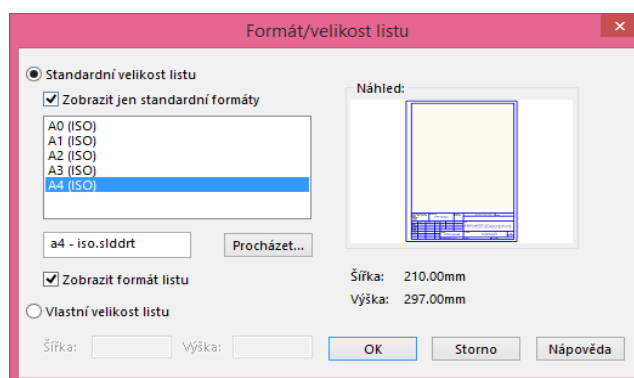 Formát/velikost listu
Standardní velikost listu
Zobrazit jen standardní formáty
A0 (ISO)
A1 (ISO)
A2 (ISO)
A3 (ISO)
A4 (ISO)
a4 - iso.slddrt
Procházet...
Zobrazit formát listu
Vlastní velikost listu
Šířka:
Výška:
Náhled:
Šířka: 210.00mm
Výška: 297.00mm
OK
Storno
Nápověda